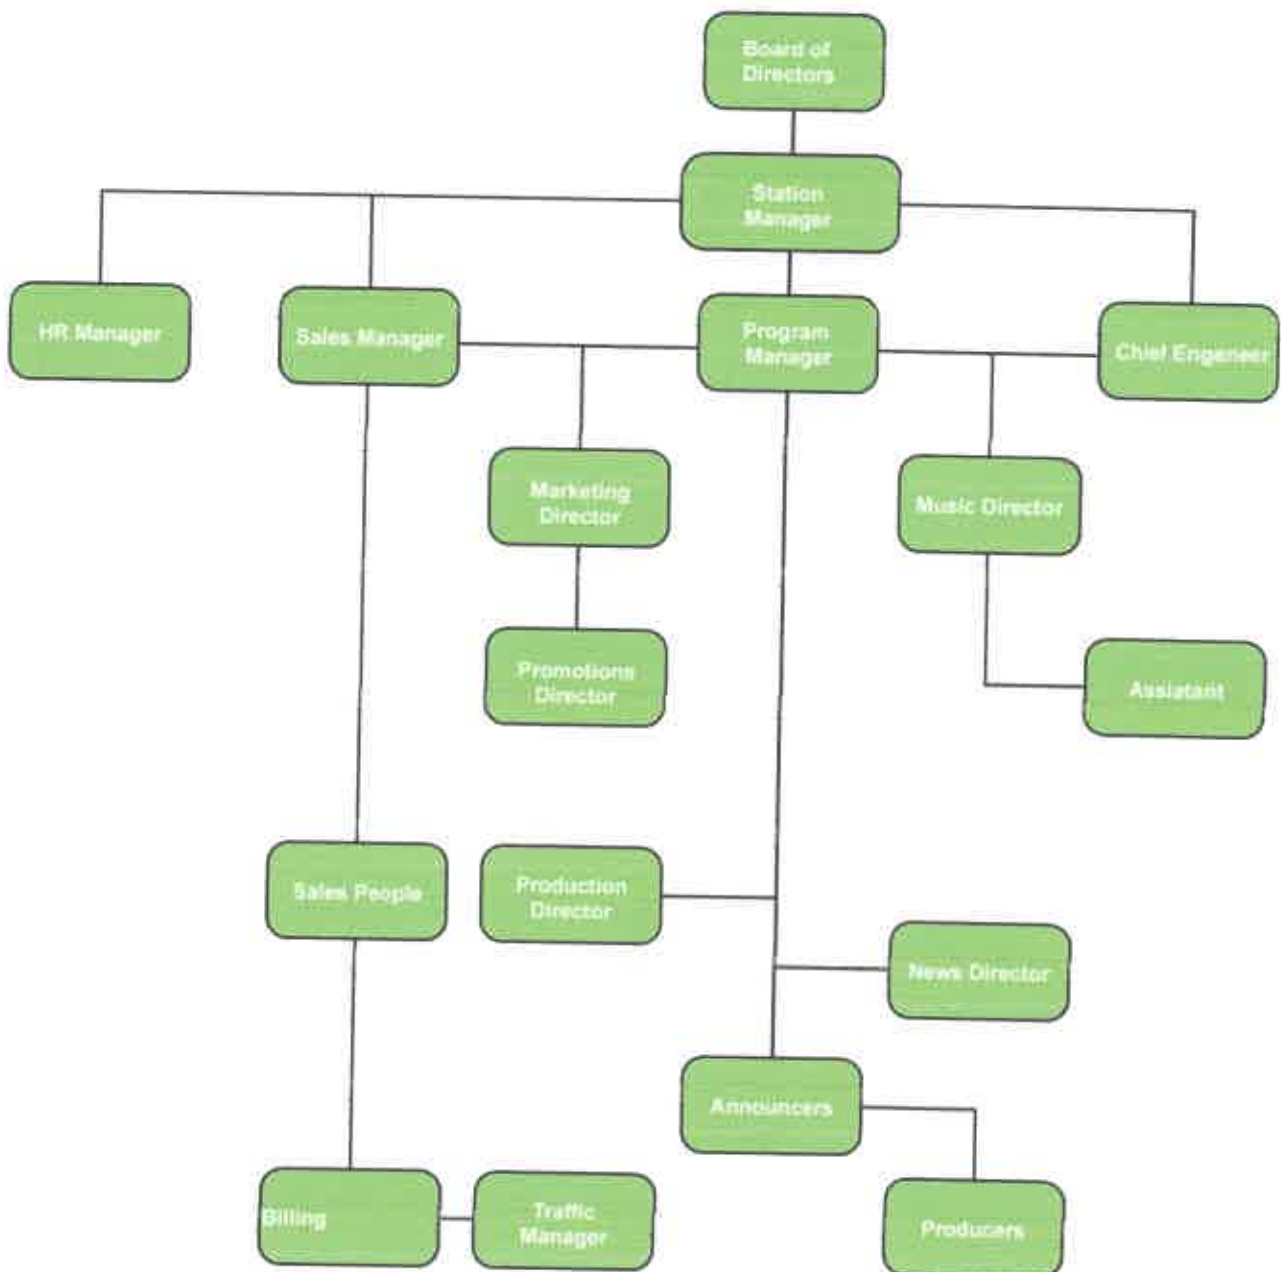 Board of
Directors
Station
Manager
HR Manager
Sales Manager
Program
Manager
Chief Engeneer
Marketing
Director
Music Director
Promotions
Director
Assiatant
Sales People
Production
Director
News Director
Announcers
Billing
Traffic
Manager
Producers